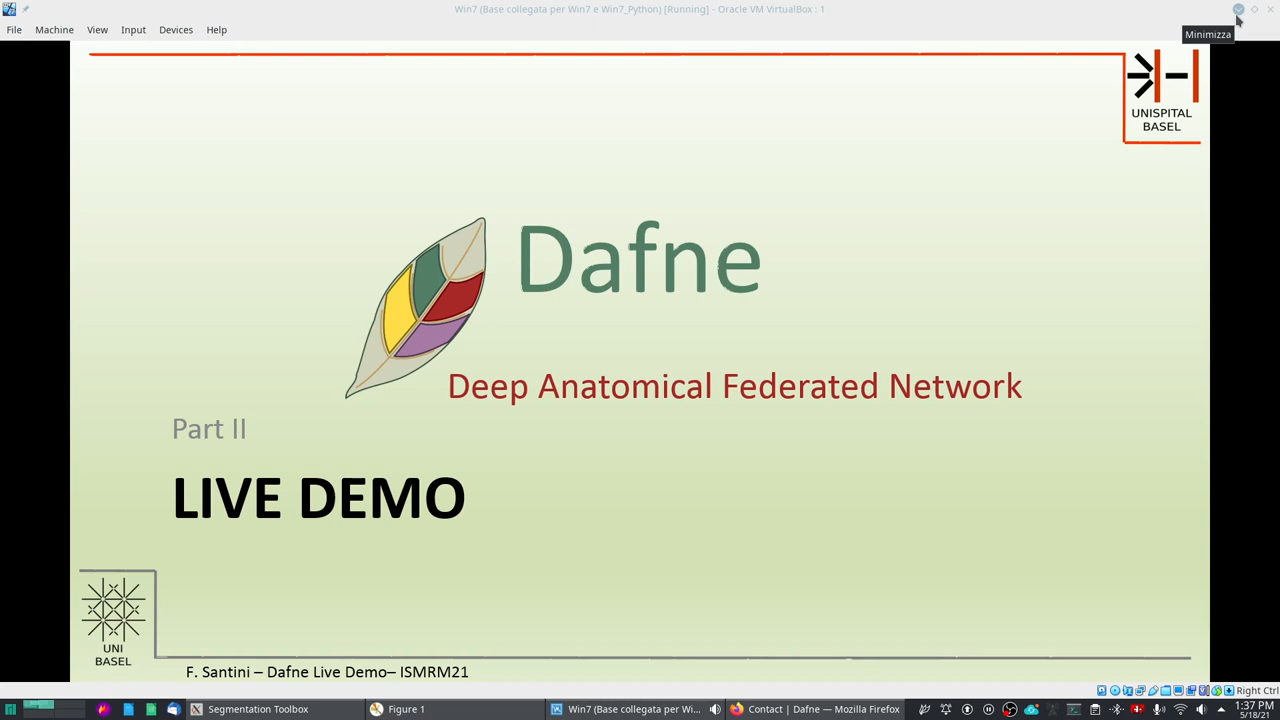 Win7 (Base collegata per Win7 e Win7_Python) [Running] - Oracle VM VirtualBox : 1
File Machine View Input Devices Help
Minimizza
UNISPITAL
BASEL
Dafne
Deep Anatomical Federated Network
Part II
LIVE DEMO
UNI
BASEL
F. Santini – Dafne Live Demo– ISMRM21
Right Ctrl
Segmentation Toolbox
Figure 1
Win7 (Base collegata per Win7 e Wi...
Contact | Dafne — Mozilla Firefox
1:37 PM
5/18/21